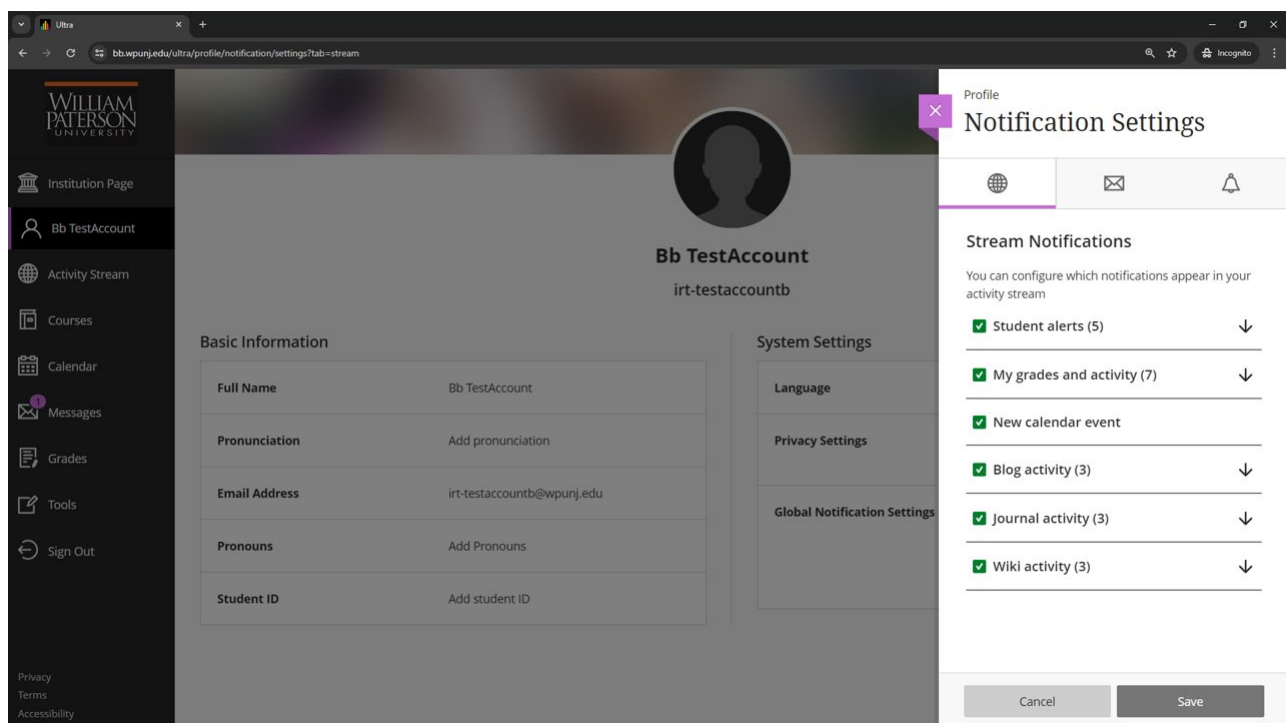 Ultra
bb.wpunj.edu/ultra/profile/notification/settings?tab=stream
Incognito
WILLIAM
PATERSON
UNIVERSITY
Institution Page
Bb TestAccount
Activity Stream
Courses
Calendar
1
Messages
Grades
Tools
Sign Out
Privacy
Terms
Accessibility
Bb TestAccount
irt-testaccountb
Basic Information
Full Name Bb TestAccount
Pronunciation Add pronunciation
Email Address irt-testaccountb@wpunj.edu
Pronouns Add Pronouns
Student ID Add student ID
System Settings
Language
Privacy Settings
Global Notification Settings
Profile
Notification Settings
Stream Notifications
You can configure which notifications appear in your
activity stream
Student alerts (5)
My grades and activity (7)
New calendar event
Blog activity (3)
Journal activity (3)
Wiki activity (3)
Cancel Save